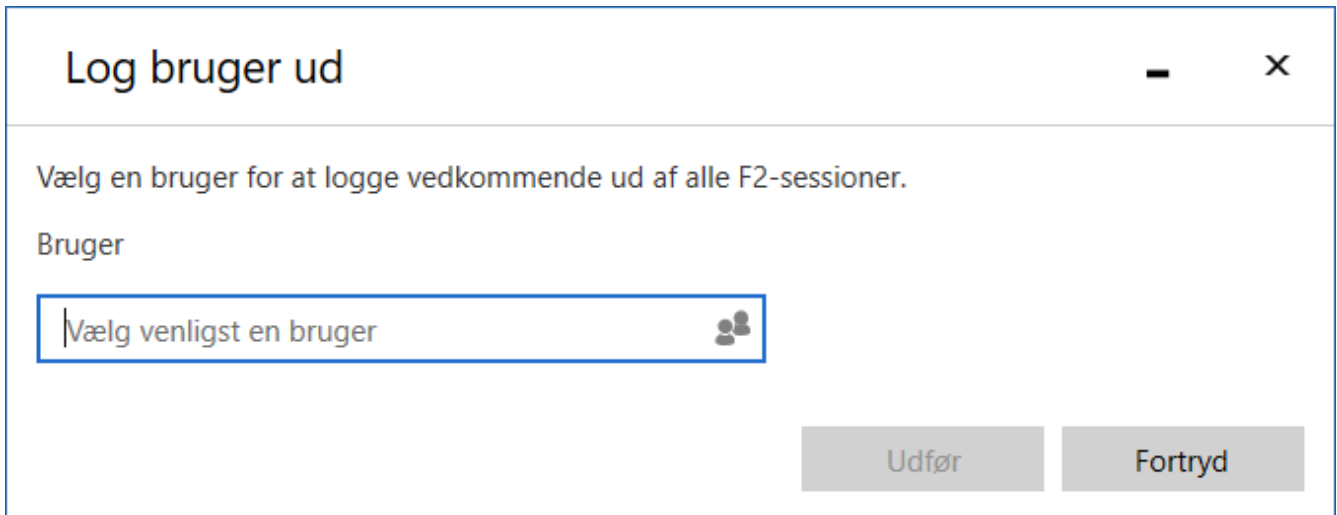 Log bruger ud
Vælg en bruger for at logge vedkommende ud af alle F2-sessioner.
Bruger
Vælg venligst en bruger
Udfør
Fortryd